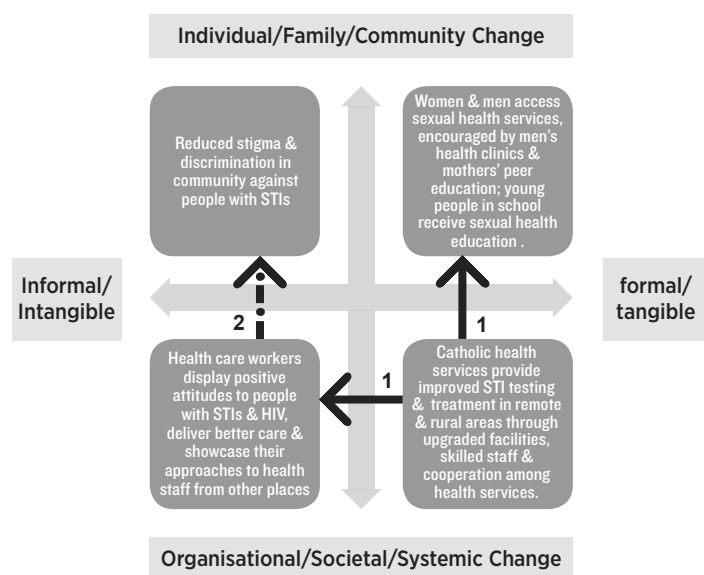 Individual/Family/Community Change
Reduced stigma &
discrimination in
community against
people with STIs
Women & men access
sexual health services,
encouraged by men's
health clinics &
mothers' peer
education; young
people in school
receive sexual health
education .
Informal/
Intangible
formal/
tangible
2
1
1
Health care workers
display positive
attitudes to people
with STIs & HIV,
deliver better care &
showcase their
approaches to health
staff from other places
Catholic health
services provide
improved STI testing
& treatment in remote
& rural areas through
upgraded facilities,
skilled staff &
cooperation among
health services.
Organisational/Societal/Systemic Change